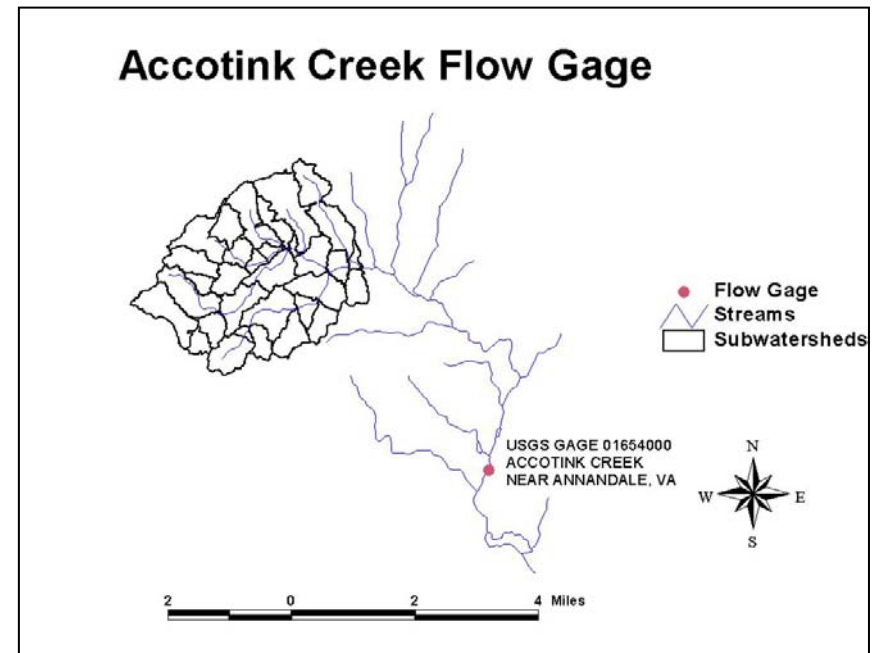 Accotink Creek Flow Gage
Flow Gage
Streams
Subwatersheds
USGS GAGE 01654000
ACCOTINK CREEK
NEAR ANNANDALE, VA
N
W E
S
2 0 2 4 Miles